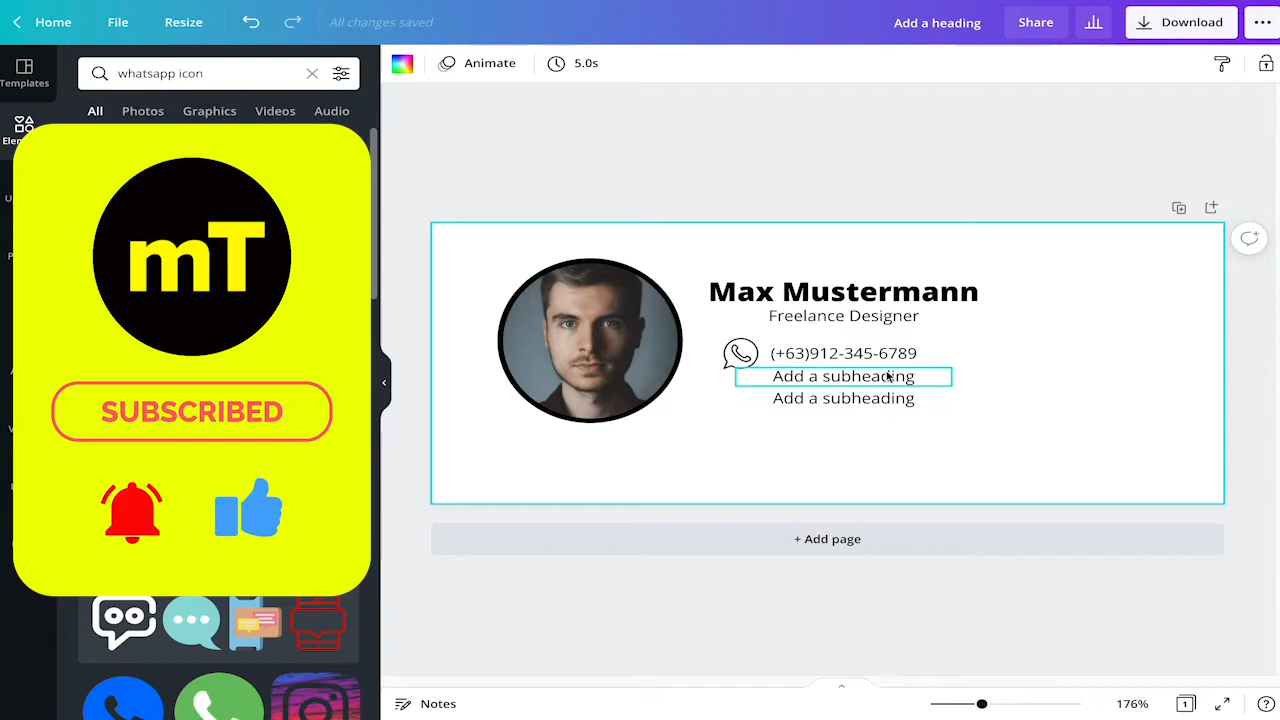 Home File Resize All changes saved Add a heading Share Download
Templates
whatsapp icon
Animate 5.0s
All Photos Graphics Videos Audio
Elem
mT
SUBSCRIBED
Max Mustermann
Freelance Designer
(+63)912-345-6789
Add a subheading
Add a subheading
+ Add page
Notes 176% 1